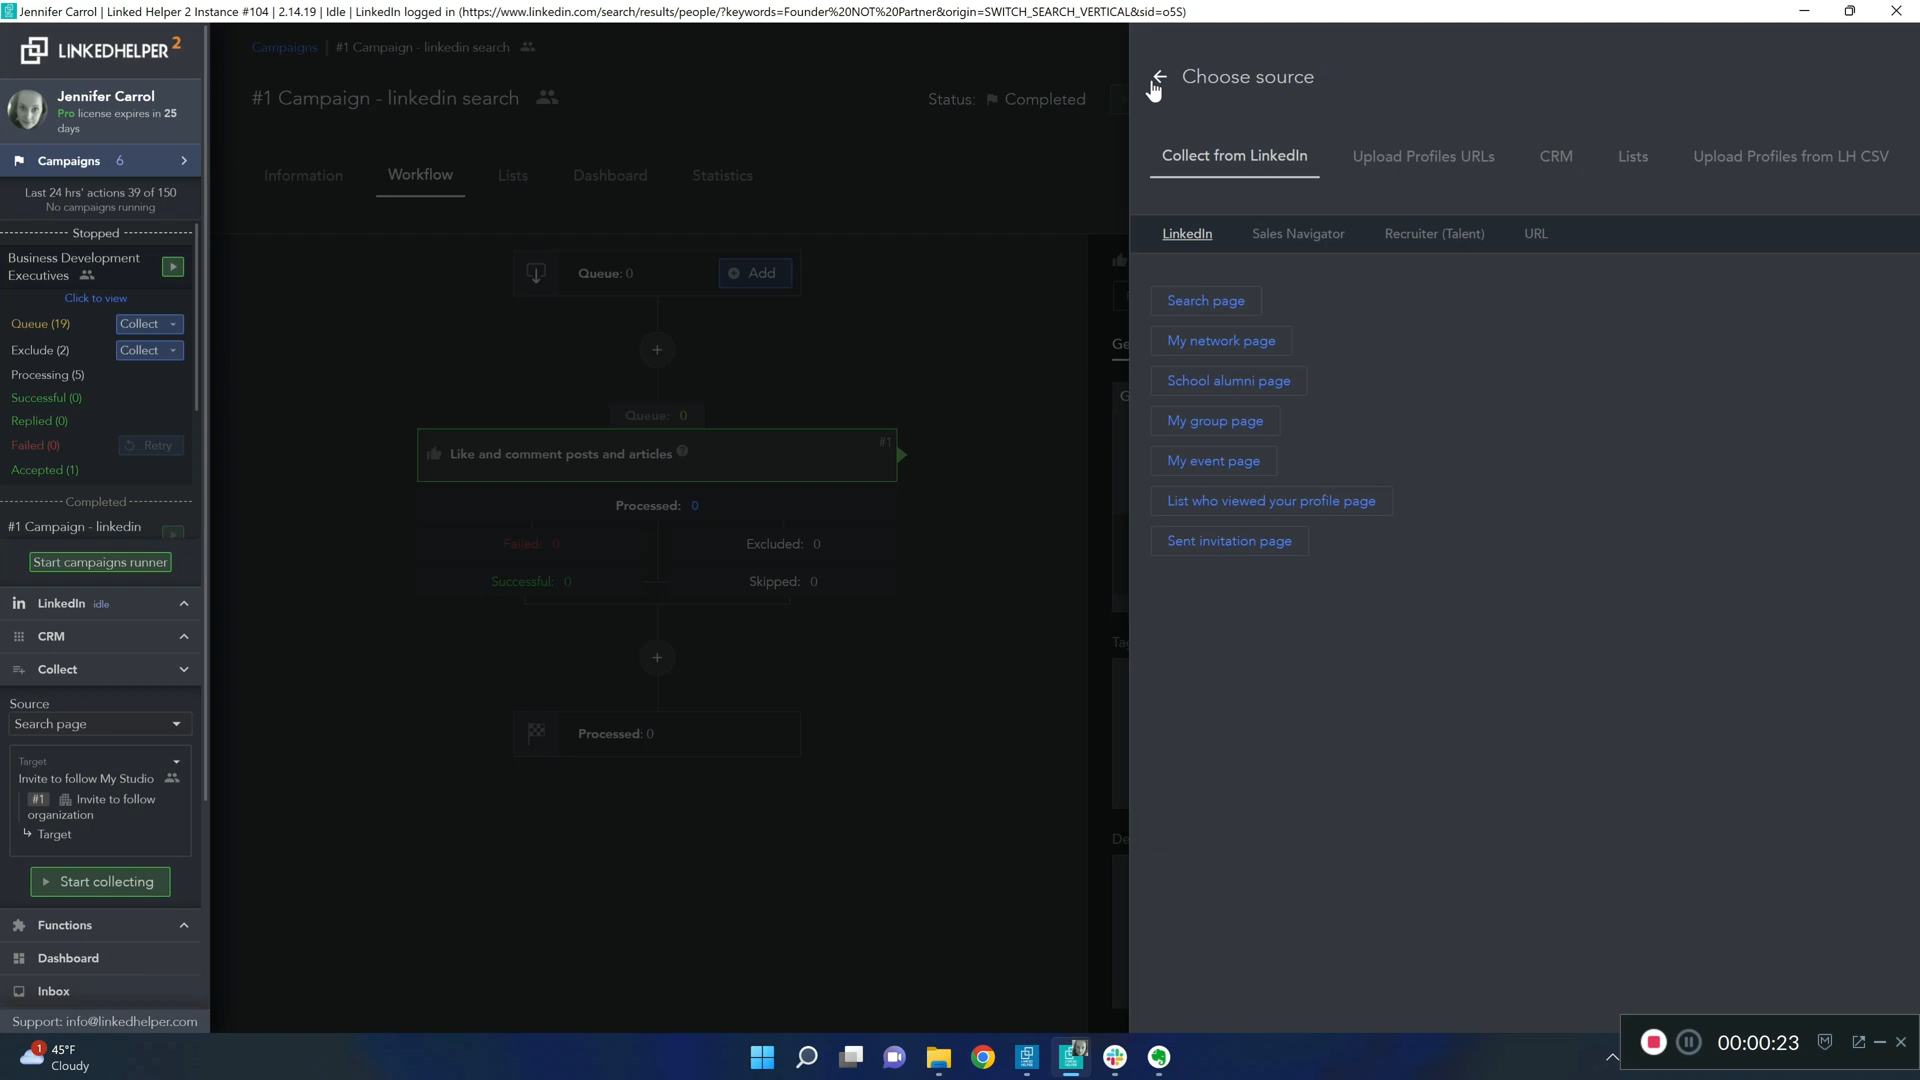 Jennifer Carrol | Linked Helper 2 Instance #104 | 2.14.19 | Idle | LinkedIn logged in (https://www.linkedin.com/search/results/people/?keywords=Founder%20NOT%20Partner&origin=SWITCH_SEARCH_VERTICAL&sid=o5S)
LINKEDHELPER 2
Jennifer Carrol
Pro license expires in 25
days
Campaigns 6
Last 24 hrs' actions 39 of 150
No campaigns running
Stopped
Business Development
Executives
Click to view
Queue (19) Collect
Exclude (2) Collect
Processing (5)
Successful (0)
Replied (0)
Failed (0) Retry
Accepted (1)
Completed
#1 Campaign - linkedin
Start campaigns runner
in LinkedIn idle
CRM
Collect
Source
Search page
Target
Invite to follow My Studio
#1 Invite to follow
organization
Target
Start collecting
Functions
Dashboard
Inbox
Support: info@linkedhelper.com
Campaigns | #1 Campaign - linkedin search
#1 Campaign - linkedin search
Status: Completed
Information Workflow Lists Dashboard Statistics
Queue: 0 Add
Queue: 0
#1
Like and comment posts and articles ?
Processed: 0
Failed: 0 Excluded: 0
Successful: 0 Skipped: 0
Processed: 0
Ge
G
Tag
De
Choose source
Collect from LinkedIn Upload Profiles URLs CRM Lists Upload Profiles from LH CSV
LinkedIn Sales Navigator Recruiter (Talent) URL
Search page
My network page
School alumni page
My group page
My event page
List who viewed your profile page
Sent invitation page
1
45°F
Cloudy
00:00:23